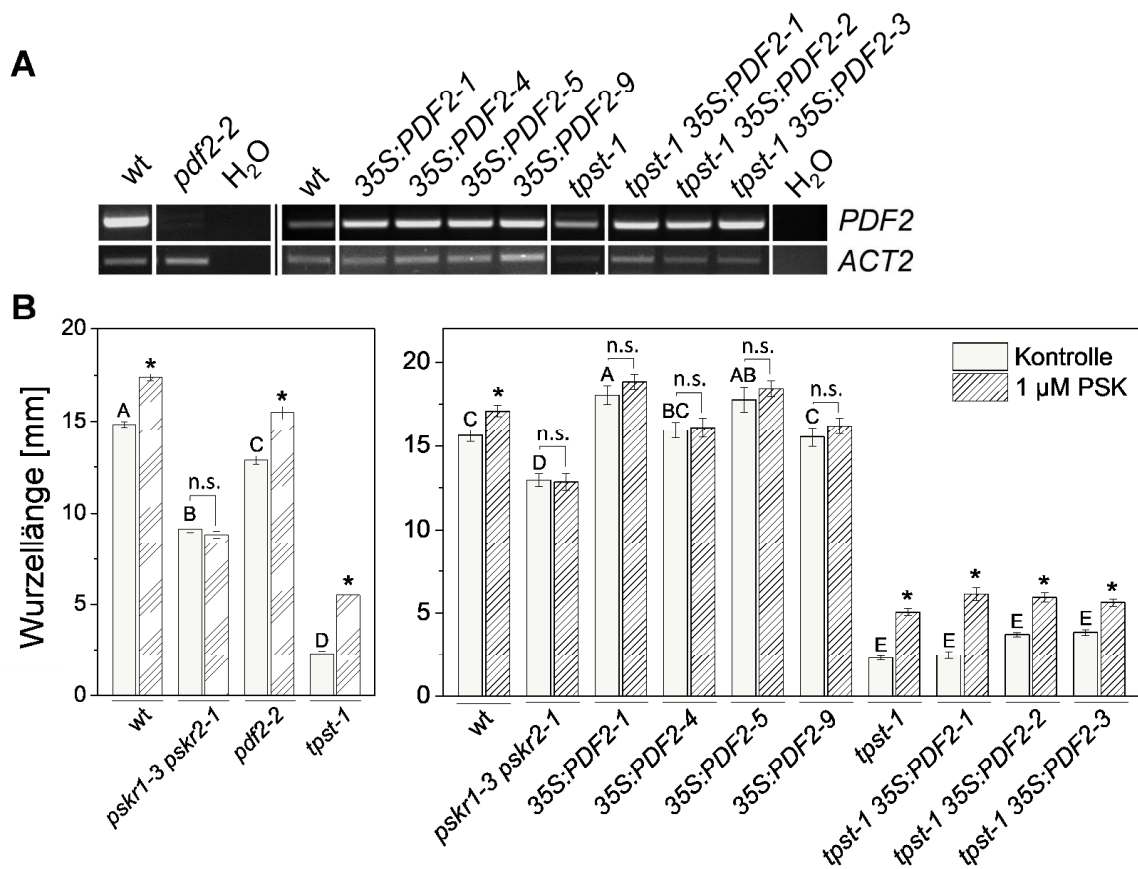 A
wt
pdf2-2
H2O
wt
35S:PDF2-1
35S:PDF2-4
35S:PDF2-5
35S:PDF2-9
tpst-1
tpst-1 35S:PDF2-1
tpst-1 35S:PDF2-2
tpst-1 35S:PDF2-3
H2O
PDF2
ACT2
B
Wurzellänge [mm]
20
15
10
5
0
A
*
B
n.s.
C
*
D
*
wt
pskr1-3 pskr2-1
pdf2-2
tpst-1
20
15
10
5
0
C
*
D
n.s.
A
n.s.
BC
n.s.
AB
n.s.
C
n.s.
E
*
E
*
E
*
E
*
Kontrolle
1 µM PSK
wt
pskr1-3 pskr2-1
35S:PDF2-1
35S:PDF2-4
35S:PDF2-5
35S:PDF2-9
tpst-1
tpst-1 35S:PDF2-1
tpst-1 35S:PDF2-2
tpst-1 35S:PDF2-3